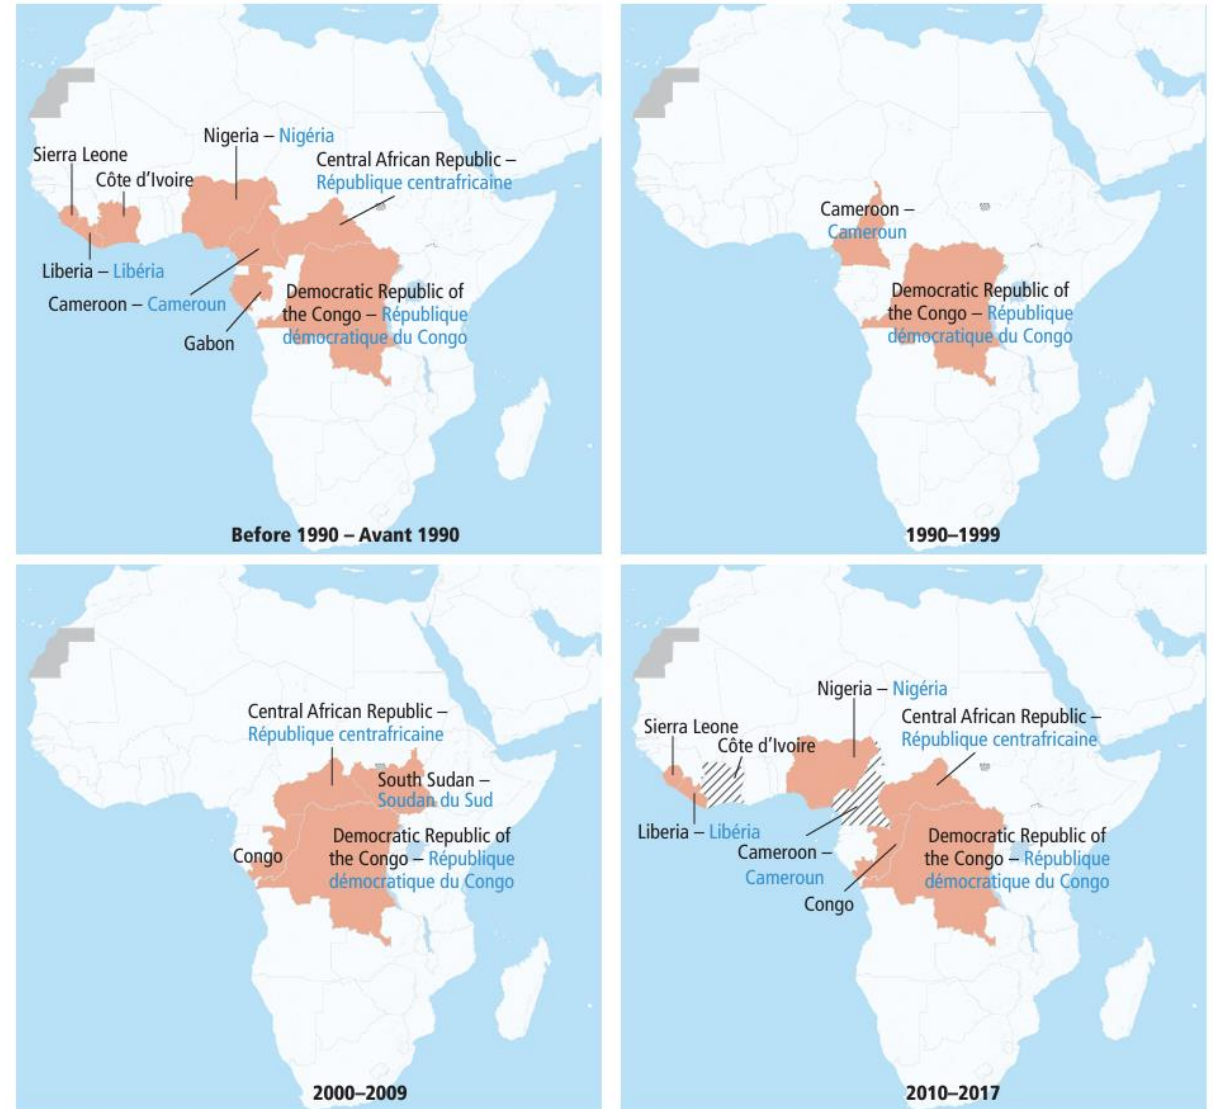 Nigeria – Nigéria
Sierra Leone
Central African Republic –
République centrafricaine
Côte d'Ivoire
Liberia – Libéria
Cameroon – Cameroun
Gabon
Democratic Republic of
the Congo – République
démocratique du Congo
Before 1990 – Avant 1990
Cameroon –
Cameroun
Democratic Republic of
the Congo – République
démocratique du Congo
1990–1999
Central African Republic –
République centrafricaine
South Sudan –
Soudan du Sud
Congo
Democratic Republic of
the Congo – République
démocratique du Congo
2000–2009
Nigeria – Nigéria
Sierra Leone
Côte d'Ivoire
Central African Republic –
République centrafricaine
Liberia – Libéria
Cameroon –
Cameroun
Congo
Democratic Republic of
the Congo – République
démocratique du Congo
2010–2017